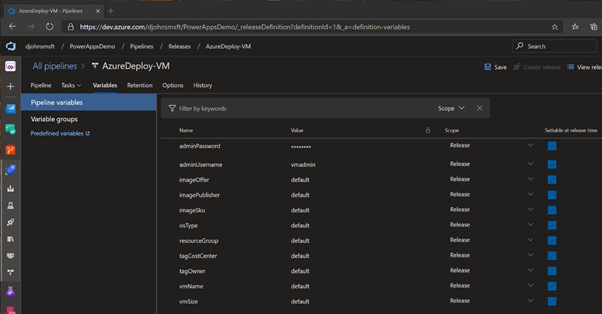 AzureDeploy-VM - Pipelines
https://dev.azure.com/djohnsmsft/PowerAppsDemo/_releaseDefinition?definitionId=1&_a=definition-variables
djohnsmsft / PowerAppsDemo / Pipelines / Releases / AzureDeploy-VM Search
All pipelines > AzureDeploy-VM Save Create release View relea
Pipeline Tasks Variables Retention Options History
Pipeline variables
Variable groups
Predefined variables
Filter by keywords Scope
Name Value Scope Settable at release time
adminPassword ******** Release
adminUsername vmadmin Release
imageOffer default Release
imagePublisher default Release
imageSku default Release
osType default Release
resourceGroup default Release
tagCostCenter default Release
tagOwner default Release
vmName default Release
vmSize default Release